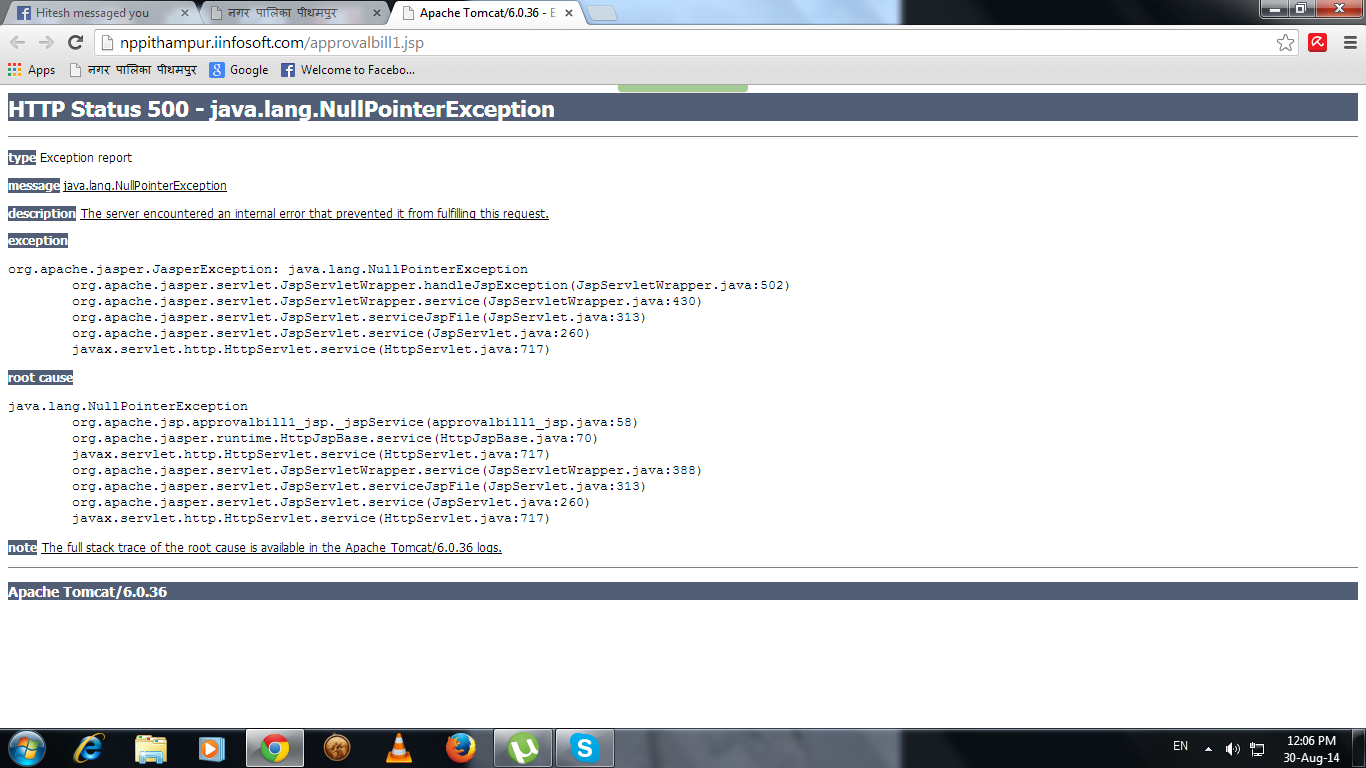 Hitesh messaged you
नगर पालिका पीथमपुर
Apache Tomcat/6.0.36 - E
nppithampur.iinfosoft.com/approvalbill1.jsp
Apps
नगर पालिका पीथमपुर
Google
Welcome to Facebo...
HTTP Status 500 - java.lang.NullPointerException
type Exception report
message java.lang.NullPointerException
description The server encountered an internal error that prevented it from fulfilling this request.
exception
org.apache.jasper.JasperException: java.lang.NullPointerException
org.apache.jasper.servlet.JspServletWrapper.handleJspException(JspServletWrapper.java:502)
org.apache.jasper.servlet.JspServletWrapper.service(JspServletWrapper.java:430)
org.apache.jasper.servlet.JspServlet.serviceJspFile(JspServlet.java:313)
org.apache.jasper.servlet.JspServlet.service(JspServlet.java:260)
javax.servlet.http.HttpServlet.service(HttpServlet.java:717)
root cause
java.lang.NullPointerException
org.apache.jsp.approvalbill1_jsp._jspService(approvalbill1_jsp.java:58)
org.apache.jasper.runtime.HttpJspBase.service(HttpJspBase.java:70)
javax.servlet.http.HttpServlet.service(HttpServlet.java:717)
org.apache.jasper.servlet.JspServletWrapper.service(JspServletWrapper.java:388)
org.apache.jasper.servlet.JspServlet.serviceJspFile(JspServlet.java:313)
org.apache.jasper.servlet.JspServlet.service(JspServlet.java:260)
javax.servlet.http.HttpServlet.service(HttpServlet.java:717)
note The full stack trace of the root cause is available in the Apache Tomcat/6.0.36 logs.
Apache Tomcat/6.0.36
EN
12:06 PM
30-Aug-14